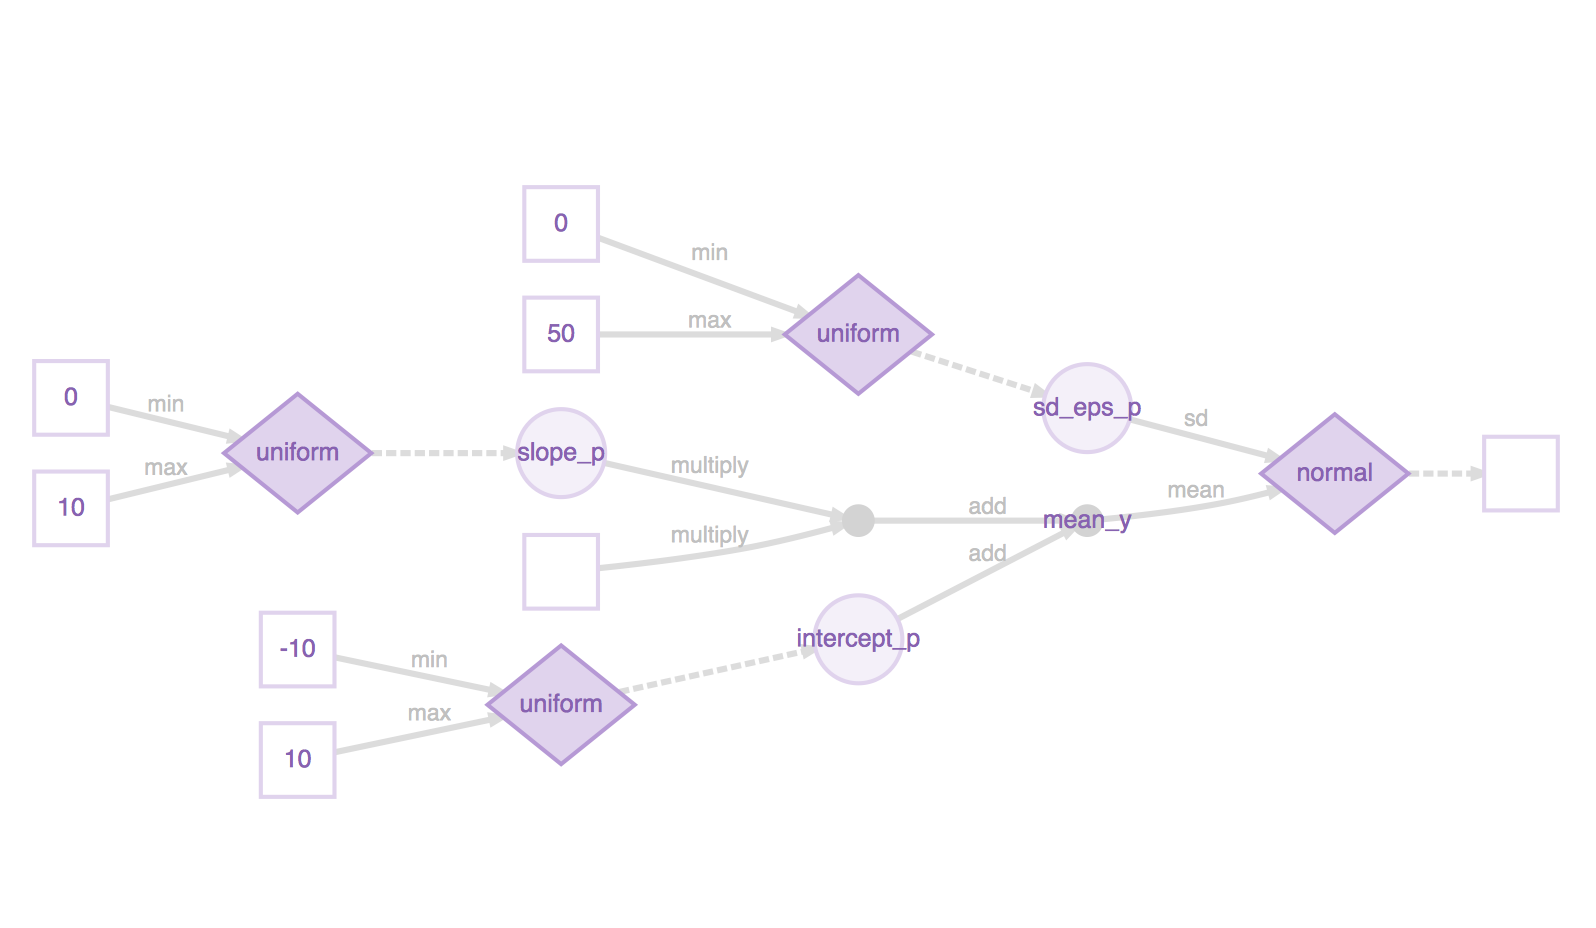 0
min
50
max
uniform
0
min
10
max
uniform
slope_p
sd_eps_p
sd
multiply
multiply
add
add
mean_y
mean
normal
-10
min
10
max
uniform
intercept_p